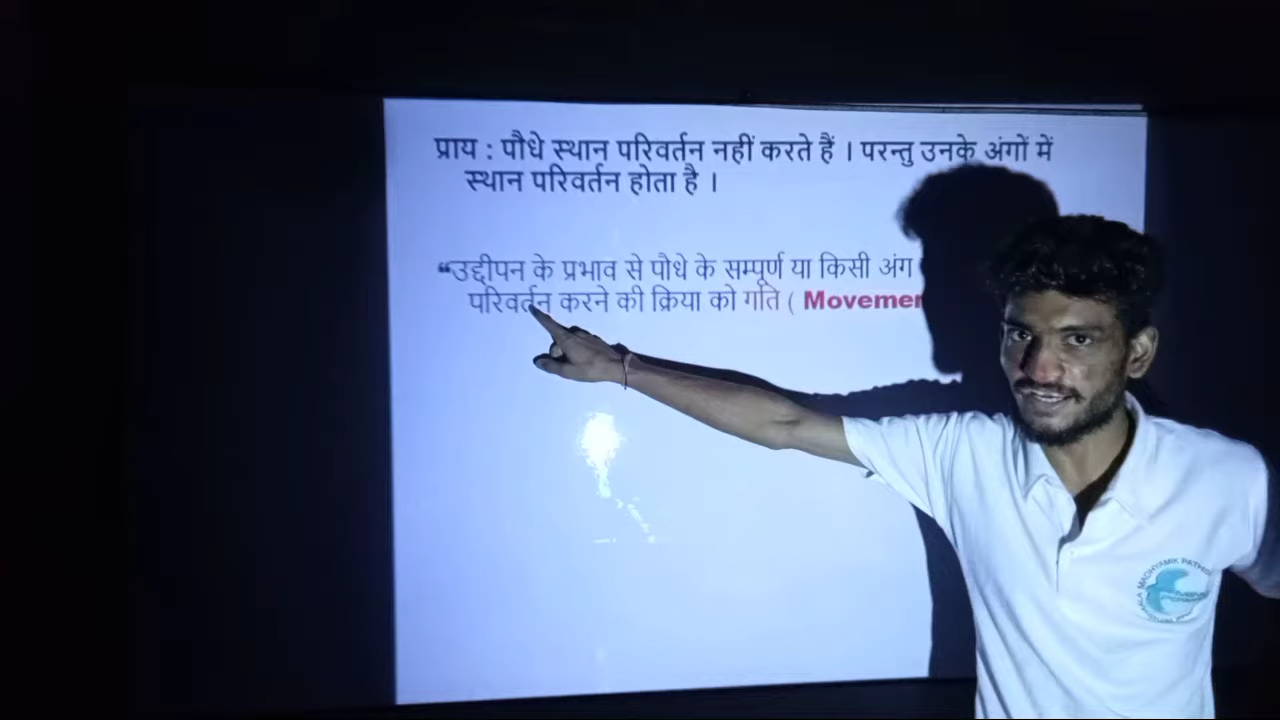 प्राय : पौधे स्थान परिवर्तन नहीं करते हैं । परन्तु उनके अंगों में
स्थान परिवर्तन होता है ।
“उद्दीपन के प्रभाव से पौधे के सम्पूर्ण या किसी अंग
परिवर्तन करने की क्रिया को गति ( Movemen
MADHYAMIK